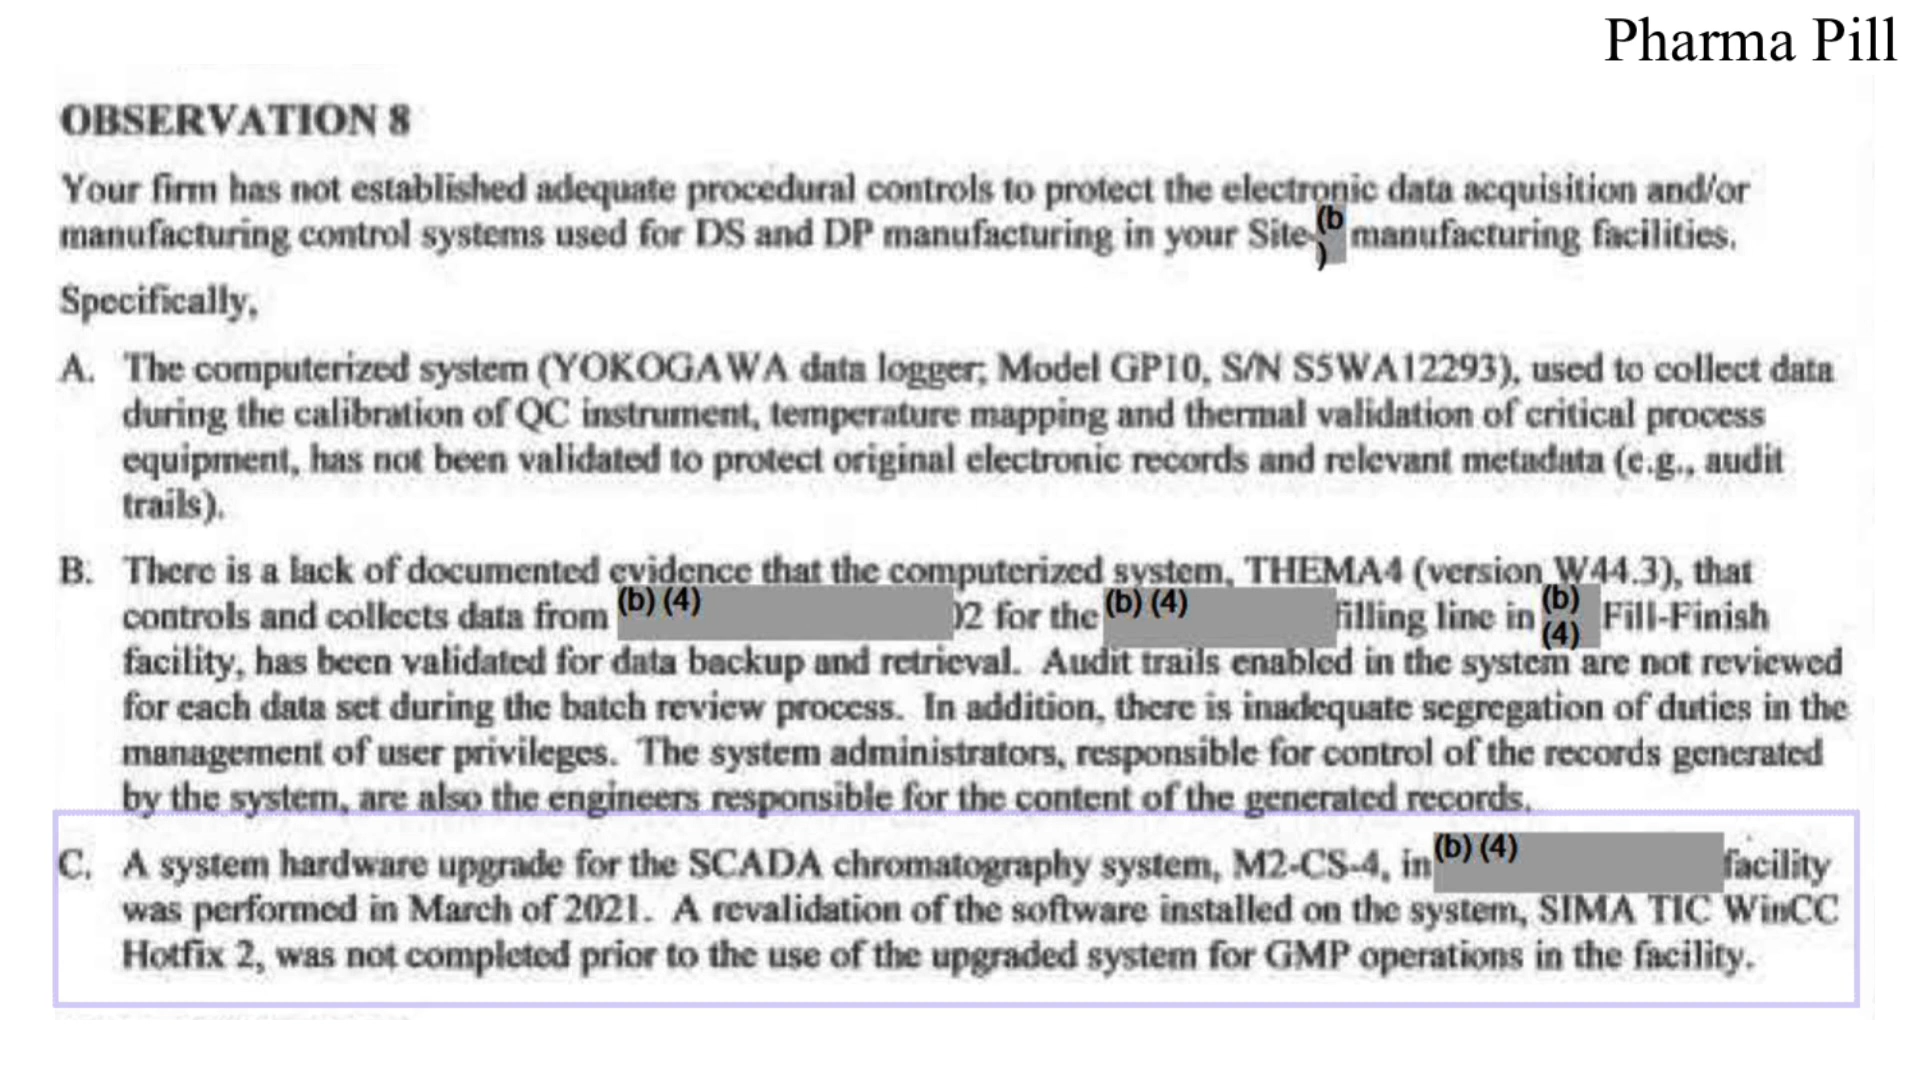 Pharma Pill
OBSERVATION 8
Your firm has not established adequate procedural controls to protect the electronic data acquisition and/or
manufacturing control systems used for DS and DP manufacturing in your Site-(b) manufacturing facilities.
Specifically,
A. The computerized system (YOKOGAWA data logger; Model GP10, S/N S5WA12293), used to collect data
during the calibration of QC instrument, temperature mapping and thermal validation of critical process
equipment, has not been validated to protect original electronic records and relevant metadata (e.g., audit
trails).
B. There is a lack of documented evidence that the computerized system, THEMA4 (version W44.3), that
controls and collects data from (b) (4) 02 for the (b) (4) filling line in (b) (4) Fill-Finish
facility, has been validated for data backup and retrieval. Audit trails enabled in the system are not reviewed
for each data set during the batch review process. In addition, there is inadequate segregation of duties in the
management of user privileges. The system administrators, responsible for control of the records generated
by the system, are also the engineers responsible for the content of the generated records.
C. A system hardware upgrade for the SCADA chromatography system, M2-CS-4, in (b) (4) facility
was performed in March of 2021. A revalidation of the software installed on the system, SIMA TIC WinCC
Hotfix 2, was not completed prior to the use of the upgraded system for GMP operations in the facility.